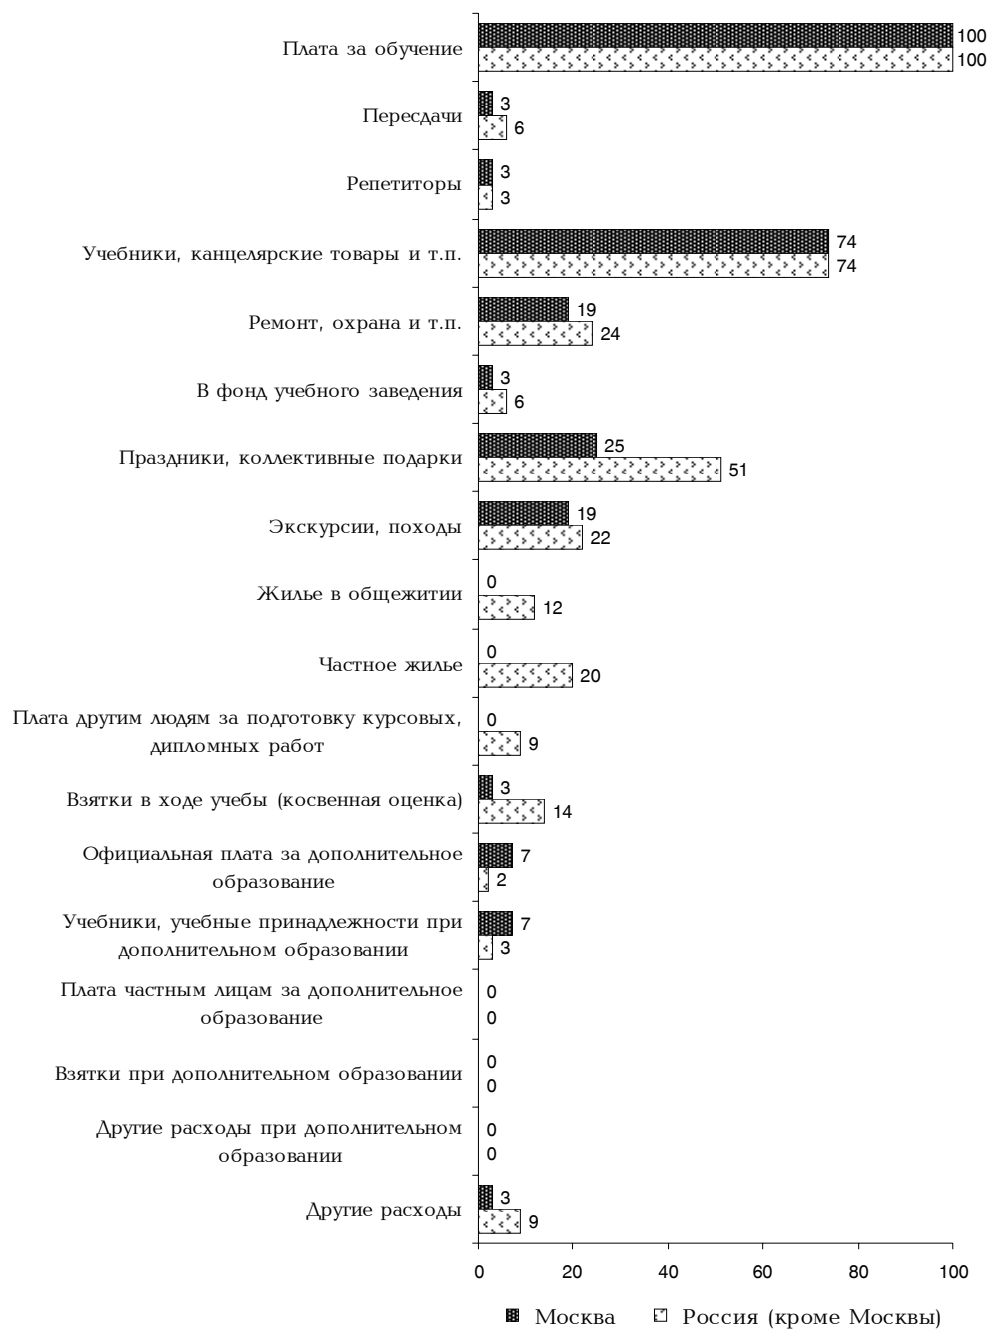 Плата за обучение
100
100
Пересдачи
3
6
Репетиторы
3
3
Учебники, канцелярские товары и т.п.
74
74
Ремонт, охрана и т.п.
19
24
В фонд учебного заведения
3
6
Праздники, коллективные подарки
25
51
Экскурсии, походы
19
22
Жилье в общежитии
0
12
Частное жилье
0
20
Плата другим людям за подготовку курсовых,
дипломных работ
0
9
Взятки в ходе учебы (косвенная оценка)
3
14
Официальная плата за дополнительное
образование
7
2
Учебники, учебные принадлежности при
дополнительном образовании
7
3
Плата частным лицам за дополнительное
образование
0
0
Взятки при дополнительном образовании
0
0
Другие расходы при дополнительном
образовании
0
0
Другие расходы
3
9
0 20 40 60 80 100
Москва Россия (кроме Москвы)